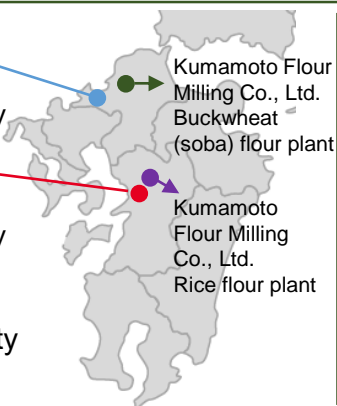 Kumamoto Flour
Milling Co., Ltd.
Buckwheat
(soba) flour plant
Kumamoto
Flour Milling
Co., Ltd.
Rice flour plant